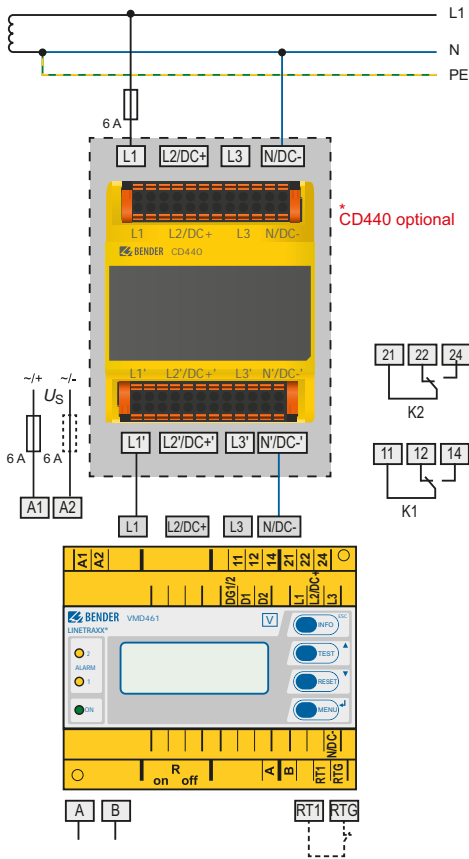 L1
N
PE
6 A
L1 L2/DC+ L3 N/DC-
*
CD440 optional
L1 L2/DC+ L3 N/DC-
BENDER CD440
L1' L2'/DC+' L3' N'/DC-'
L1' L2'/DC+' L3' N'/DC-'
~/+ ~/-
US
6 A 6 A
A1 A2
21 22 24
K2
11 12 14
K1
L1 L2/DC+ L3 N/DC-
A1 A2 11 12 14 21 22 24
DG1/2 D1 D2 L1 L2/DC+ L3
BENDER VMD461 V
LINETRAXX®
INFO ESC
2
TEST
ALARM
1
RESET
ON
MENU
N/DC-
R
on off
A B RT1 RTG
A B RT1 RTG